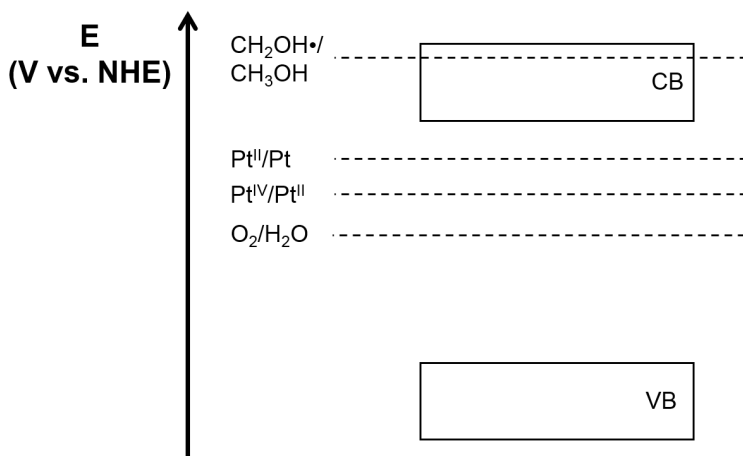 E
(V vs. NHE)
CH₂OH•/
CH₃OH
CB
Ptᴵᴵ/Pt
Ptᴵⱽ/Ptᴵᴵ
O₂/H₂O
VB